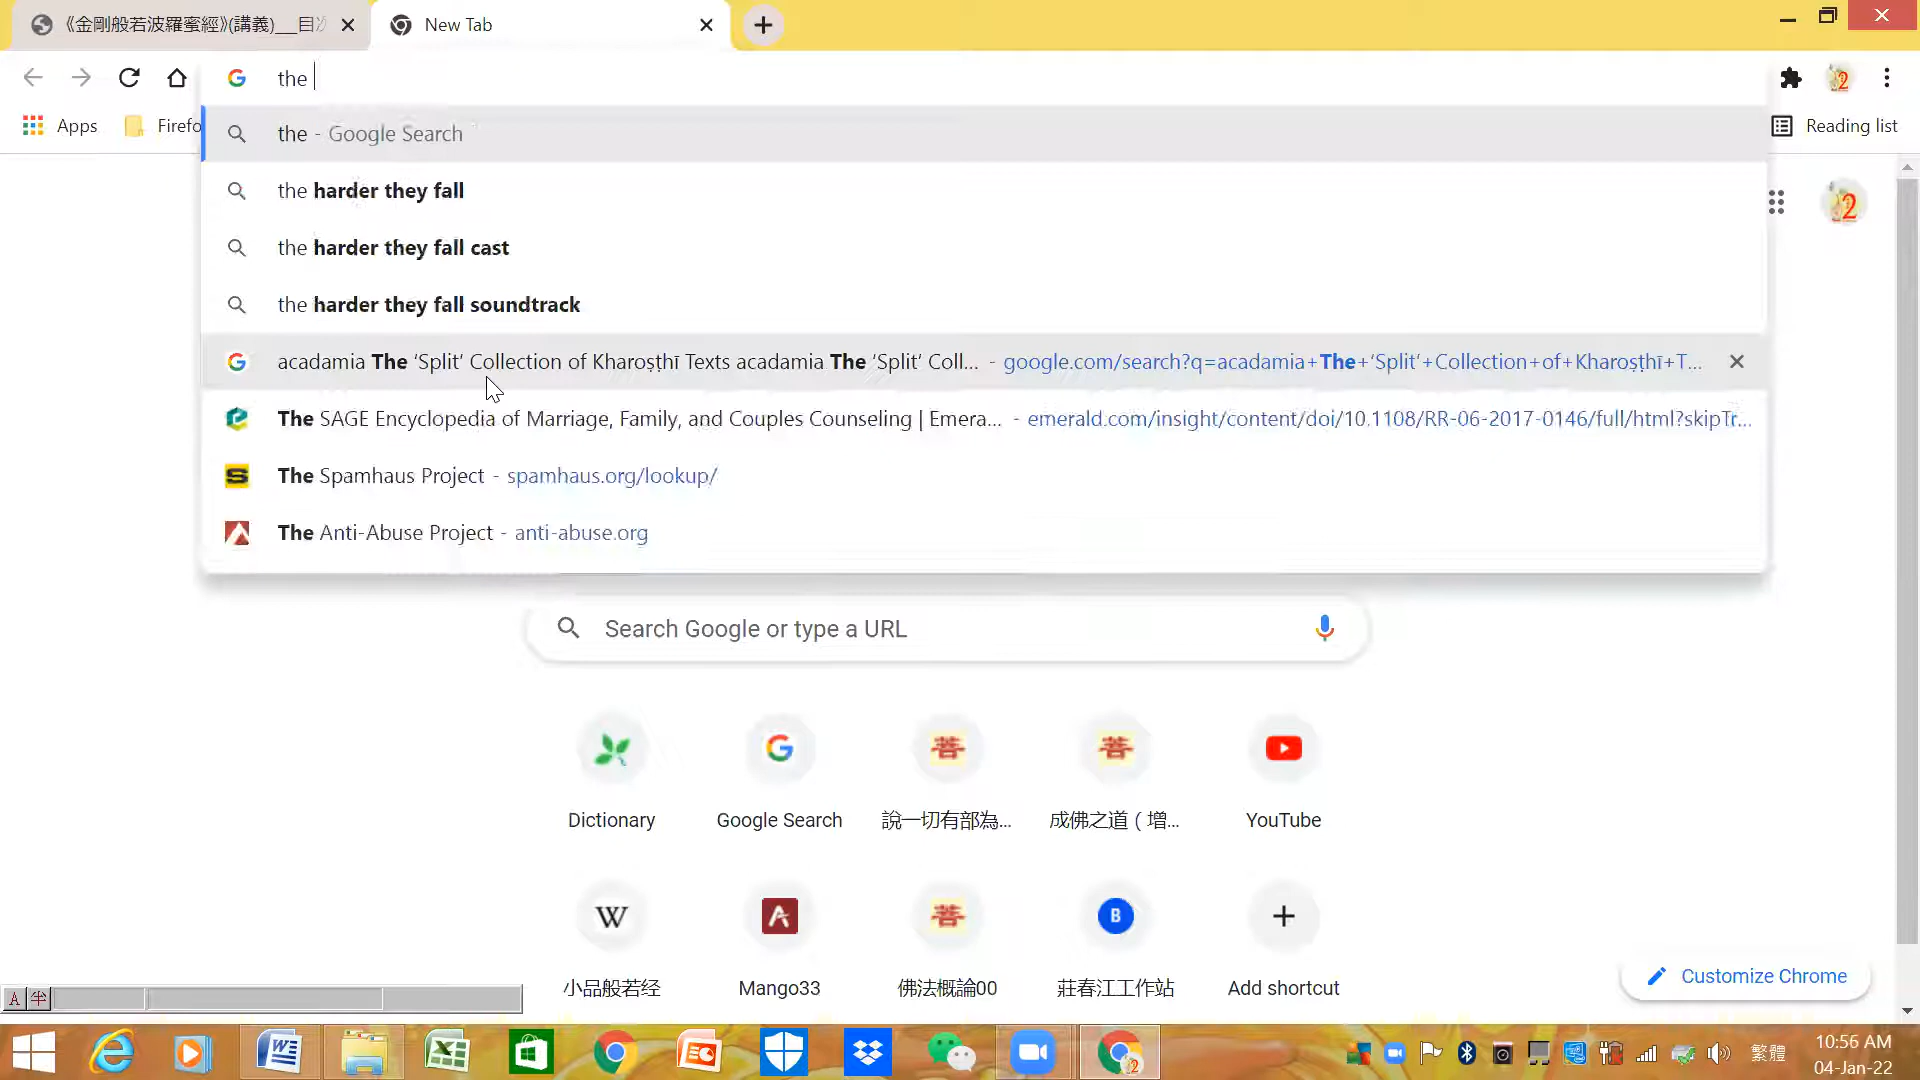 《金剛般若波羅蜜經》(講義)__目次
New Tab
the
Apps
Firefo
Reading list
the - Google Search
the harder they fall
the harder they fall cast
the harder they fall soundtrack
acadamia The ‘Split’ Collection of Kharoṣṭhī Texts acadamia The ‘Split’ Coll... - google.com/search?q=acadamia+The+‘Split’+Collection+of+Kharoṣṭhī+T...
The SAGE Encyclopedia of Marriage, Family, and Couples Counseling | Emera... - emerald.com/insight/content/doi/10.1108/RR-06-2017-0146/full/html?skipTr...
The Spamhaus Project - spamhaus.org/lookup/
The Anti-Abuse Project - anti-abuse.org
Search Google or type a URL
Dictionary
Google Search
說一切有部為...
成佛之道（增...
YouTube
小品般若经
Mango33
佛法概論00
莊春江工作站
Add shortcut
Customize Chrome
A 半
繁體
10:56 AM
04-Jan-22